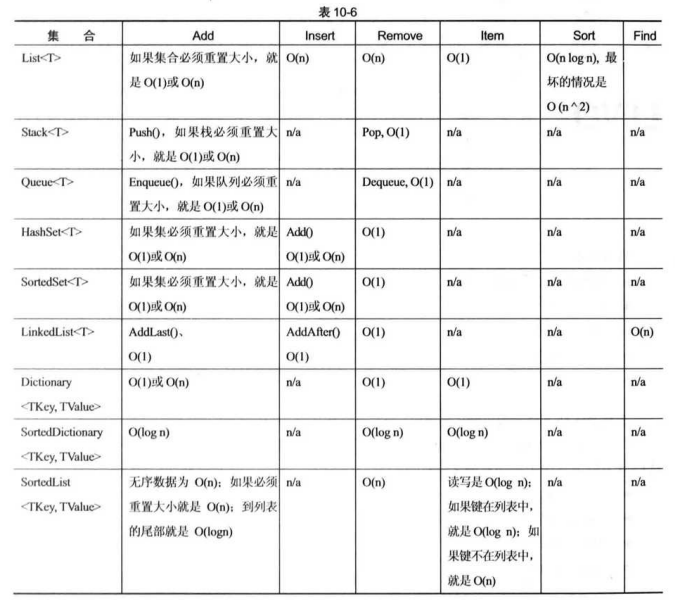 表 10-6
集 合 Add Insert Remove Item Sort Find
List<T> 如果集合必须重置大小，就 O(n) O(n) O(1) O(n log n), 最
是 O(1)或 O(n) 坏的情况是
O (n ^ 2)
Stack<T> Push()，如果栈必须重置大 n/a Pop, O(1) n/a n/a n/a
小，就是 O(1)或 O(n)
Queue<T> Enqueue()，如果队列必须重 n/a Dequeue, O(1) n/a n/a n/a
置大小，就是 O(1)或 O(n)
HashSet<T> 如果集必须重置大小，就是 Add() O(1) n/a n/a n/a
O(1)或 O(n) O(1)或 O(n)
SortedSet<T> 如果集必须重置大小，就是 Add() O(1) n/a n/a n/a
O(1)或 O(n) O(1)或 O(n)
LinkedList<T> AddLast()、 AddAfter() O(1) n/a n/a O(n)
O(1) O(1)
Dictionary O(1)或 O(n) n/a O(1) O(1) n/a n/a
<TKey, TValue>
SortedDictionary O(log n) n/a O(log n) O(log n) n/a n/a
<TKey, TValue>
SortedList 无序数据为 O(n)；如果必须 n/a O(n) 读写是 O(log n)； n/a n/a
<TKey, TValue> 重置大小就是 O(n)；到列表 如果键在列表中，
的尾部就是 O(logn) 就是 O(log n)；如
果键不在列表中，
就是 O(n)